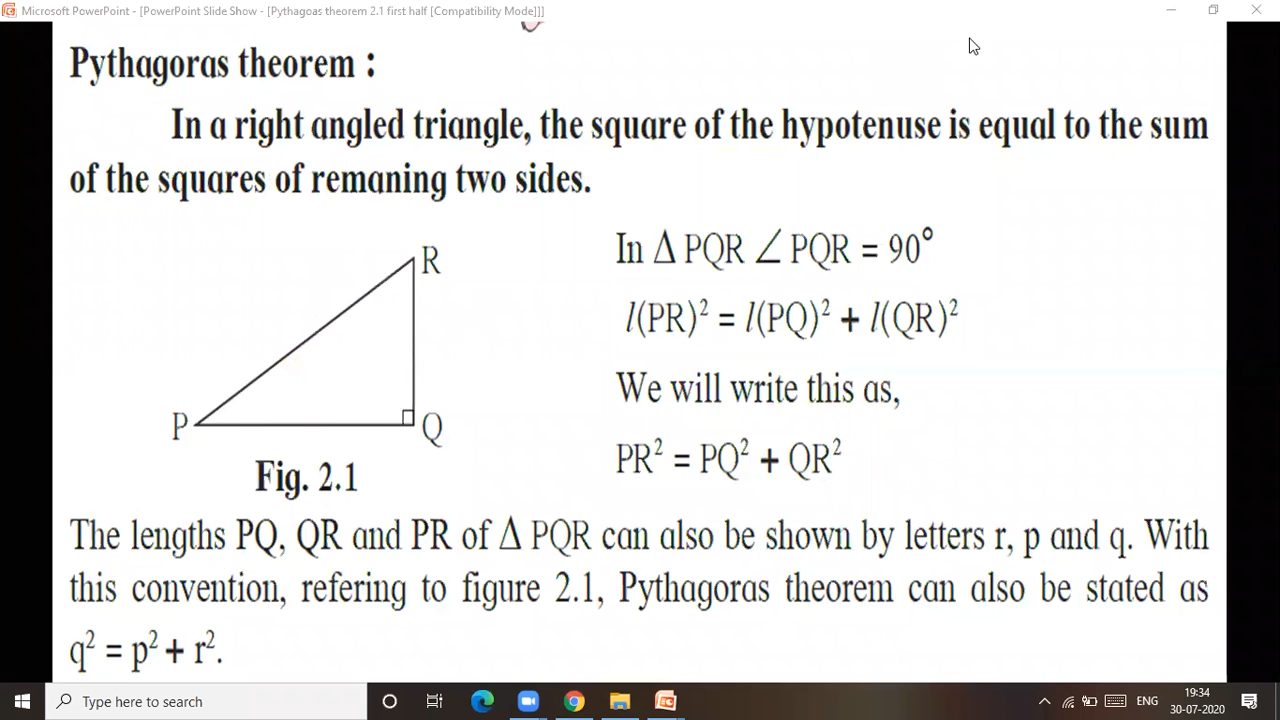 Microsoft PowerPoint - [PowerPoint Slide Show - [Pythagoas theorem 2.1 first half [Compatibility Mode]]]
Pythagoras theorem :
In a right angled triangle, the square of the hypotenuse is equal to the sum
of the squares of remaning two sides.
In Δ PQR ∠ PQR = 90°
l(PR)² = l(PQ)² + l(QR)²
We will write this as,
PR² = PQ² + QR²
R
P
Q
Fig. 2.1
The lengths PQ, QR and PR of Δ PQR can also be shown by letters r, p and q. With
this convention, refering to figure 2.1, Pythagoras theorem can also be stated as
q² = p² + r².
Type here to search
ENG
19:34
30-07-2020